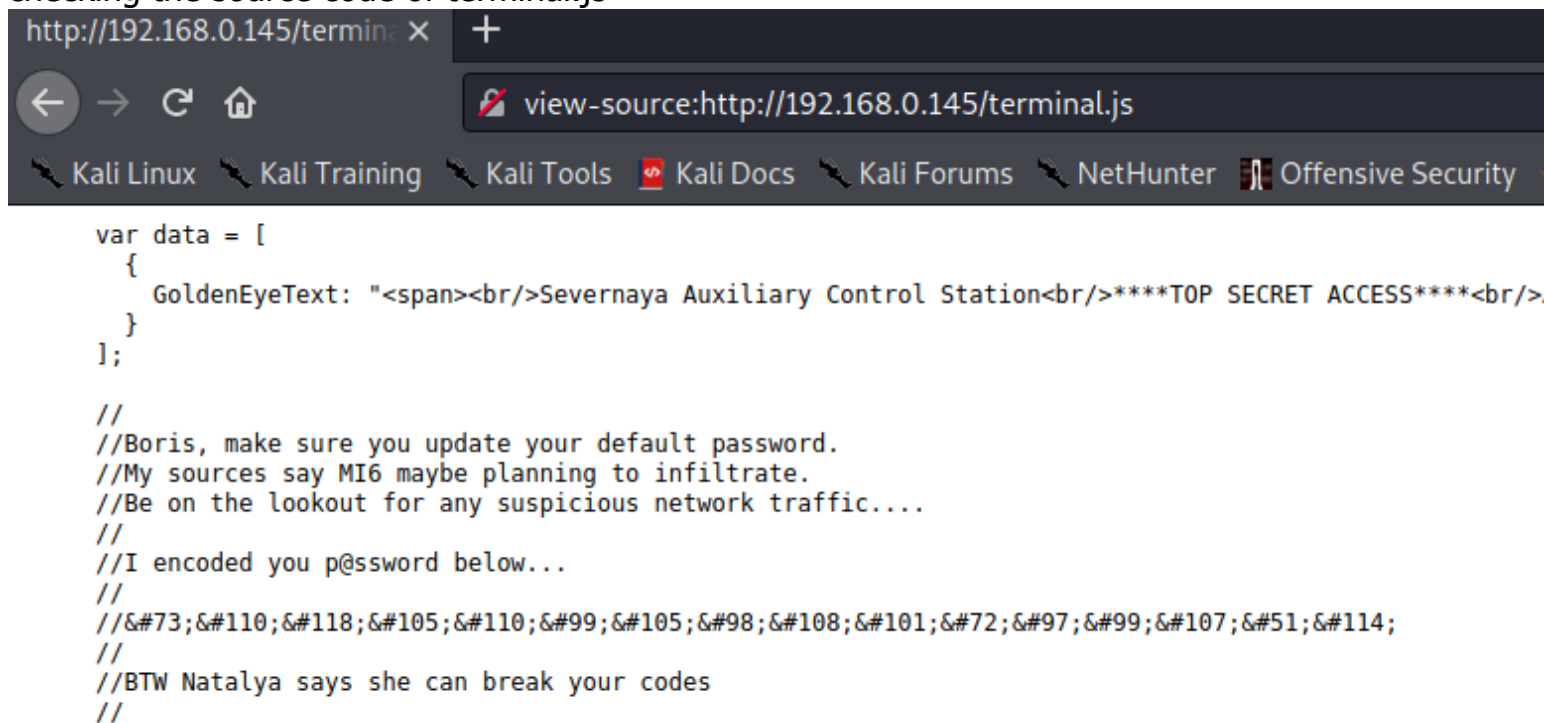 checking the source code of terminal.js
http://192.168.0.145/termina
view-source:http://192.168.0.145/terminal.js
Kali Linux Kali Training Kali Tools Kali Docs Kali Forums NetHunter Offensive Security
var data = [
{
GoldenEyeText: "<span><br/>Severnaya Auxiliary Control Station<br/>****TOP SECRET ACCESS****<br/>
}
];
//
//Boris, make sure you update your default password.
//My sources say MI6 maybe planning to infiltrate.
//Be on the lookout for any suspicious network traffic....
//
//I encoded you p@ssword below...
//
//&#73;&#110;&#118;&#105;&#110;&#99;&#105;&#98;&#108;&#101;&#72;&#97;&#99;&#107;&#51;&#114;
//
//BTW Natalya says she can break your codes
//